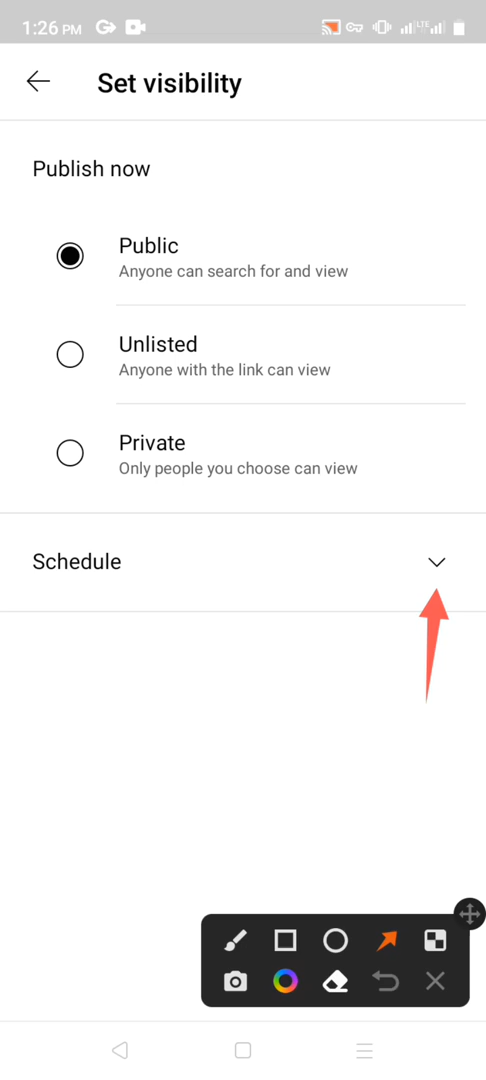 1:26 PM
LTE
Set visibility
Publish now
Public
Anyone can search for and view
Unlisted
Anyone with the link can view
Private
Only people you choose can view
Schedule